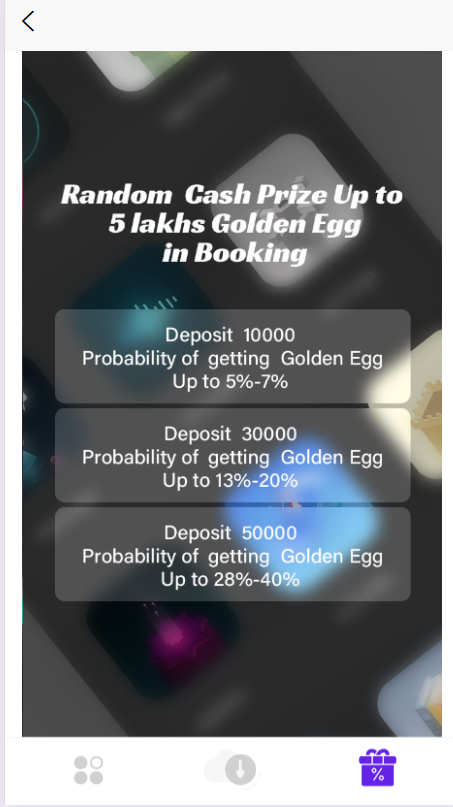 Random Cash Prize Up to
5 lakhs Golden Egg
in Booking
Deposit 10000
Probability of getting Golden Egg
Up to 5%-7%
Deposit 30000
Probability of getting Golden Egg
Up to 13%-20%
Deposit 50000
Probability of getting Golden Egg
Up to 28%-40%
%